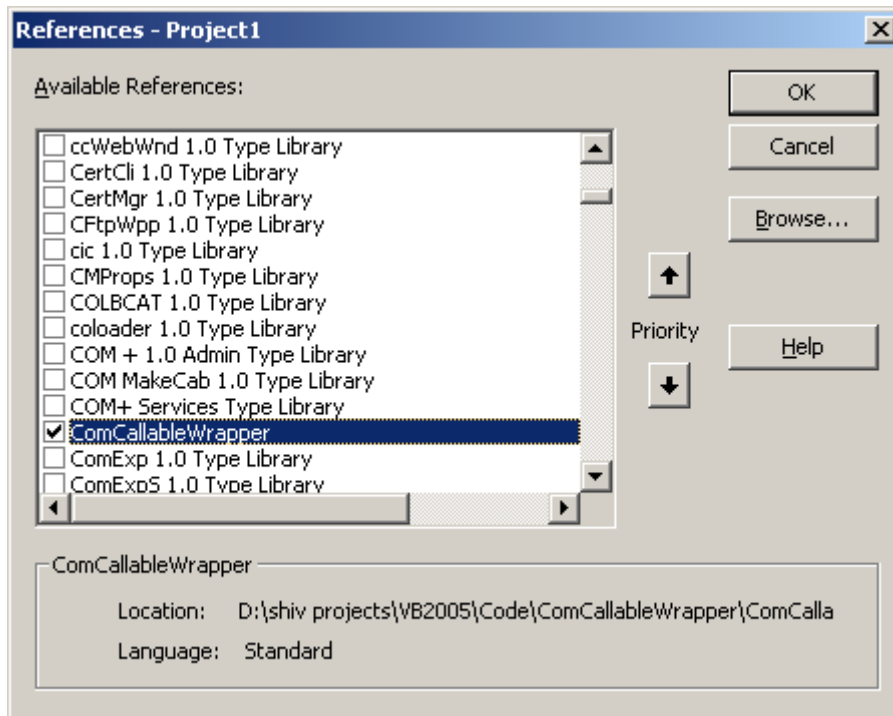 References - Project1
Available References:
OK
Cancel
Browse...
Help
Priority
ccWebWnd 1.0 Type Library
CertCli 1.0 Type Library
CertMgr 1.0 Type Library
CFtpWpp 1.0 Type Library
cic 1.0 Type Library
CMProps 1.0 Type Library
COLBCAT 1.0 Type Library
coloader 1.0 Type Library
COM + 1.0 Admin Type Library
COM MakeCab 1.0 Type Library
COM+ Services Type Library
ComCallableWrapper
ComExp 1.0 Type Library
ComExpS 1.0 Type Library
ComCallableWrapper
Location: D:\shiv projects\VB2005\Code\ComCallableWrapper\ComCalla
Language: Standard